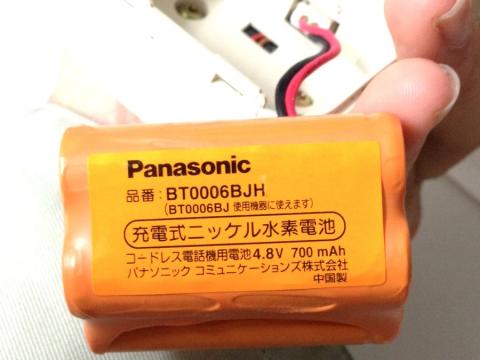 Panasonic
品番：BT0006BJH
（BT0006BJ 使用機器に使えます）
充電式ニッケル水素電池
コードレス電話機用電池 4.8V 700 mAh
パナソニック コミュニケーションズ株式会社
中国製